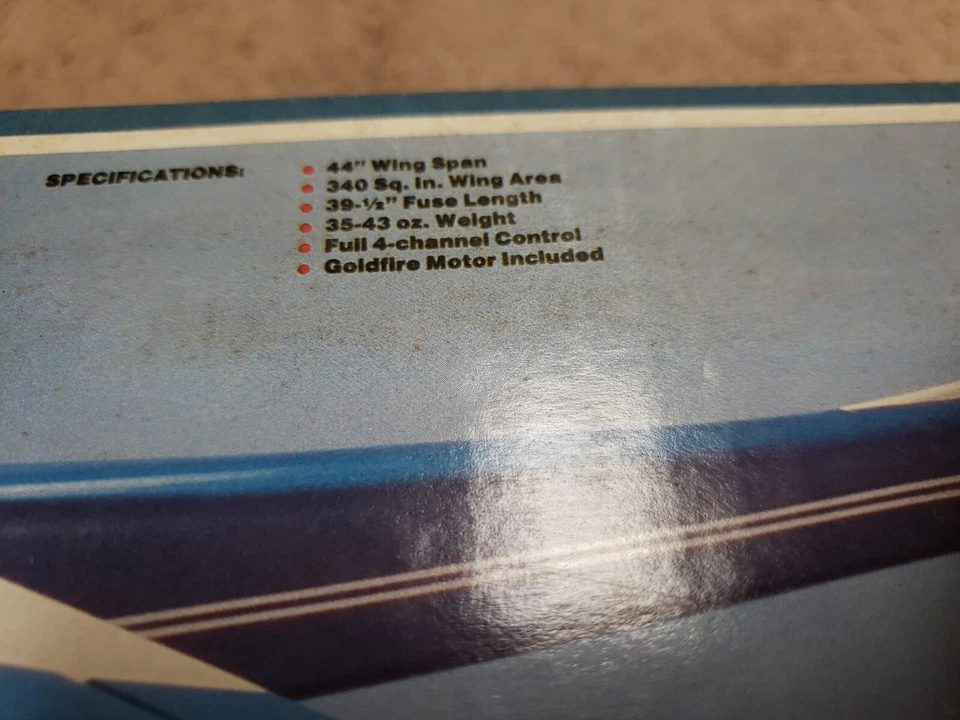 SPECIFICATIONS:
• 44" Wing Span
• 340 Sq. In. Wing Area
• 39-½" Fuse Length
• 35-43 oz. Weight
• Full 4-channel Control
• Goldfire Motor Included